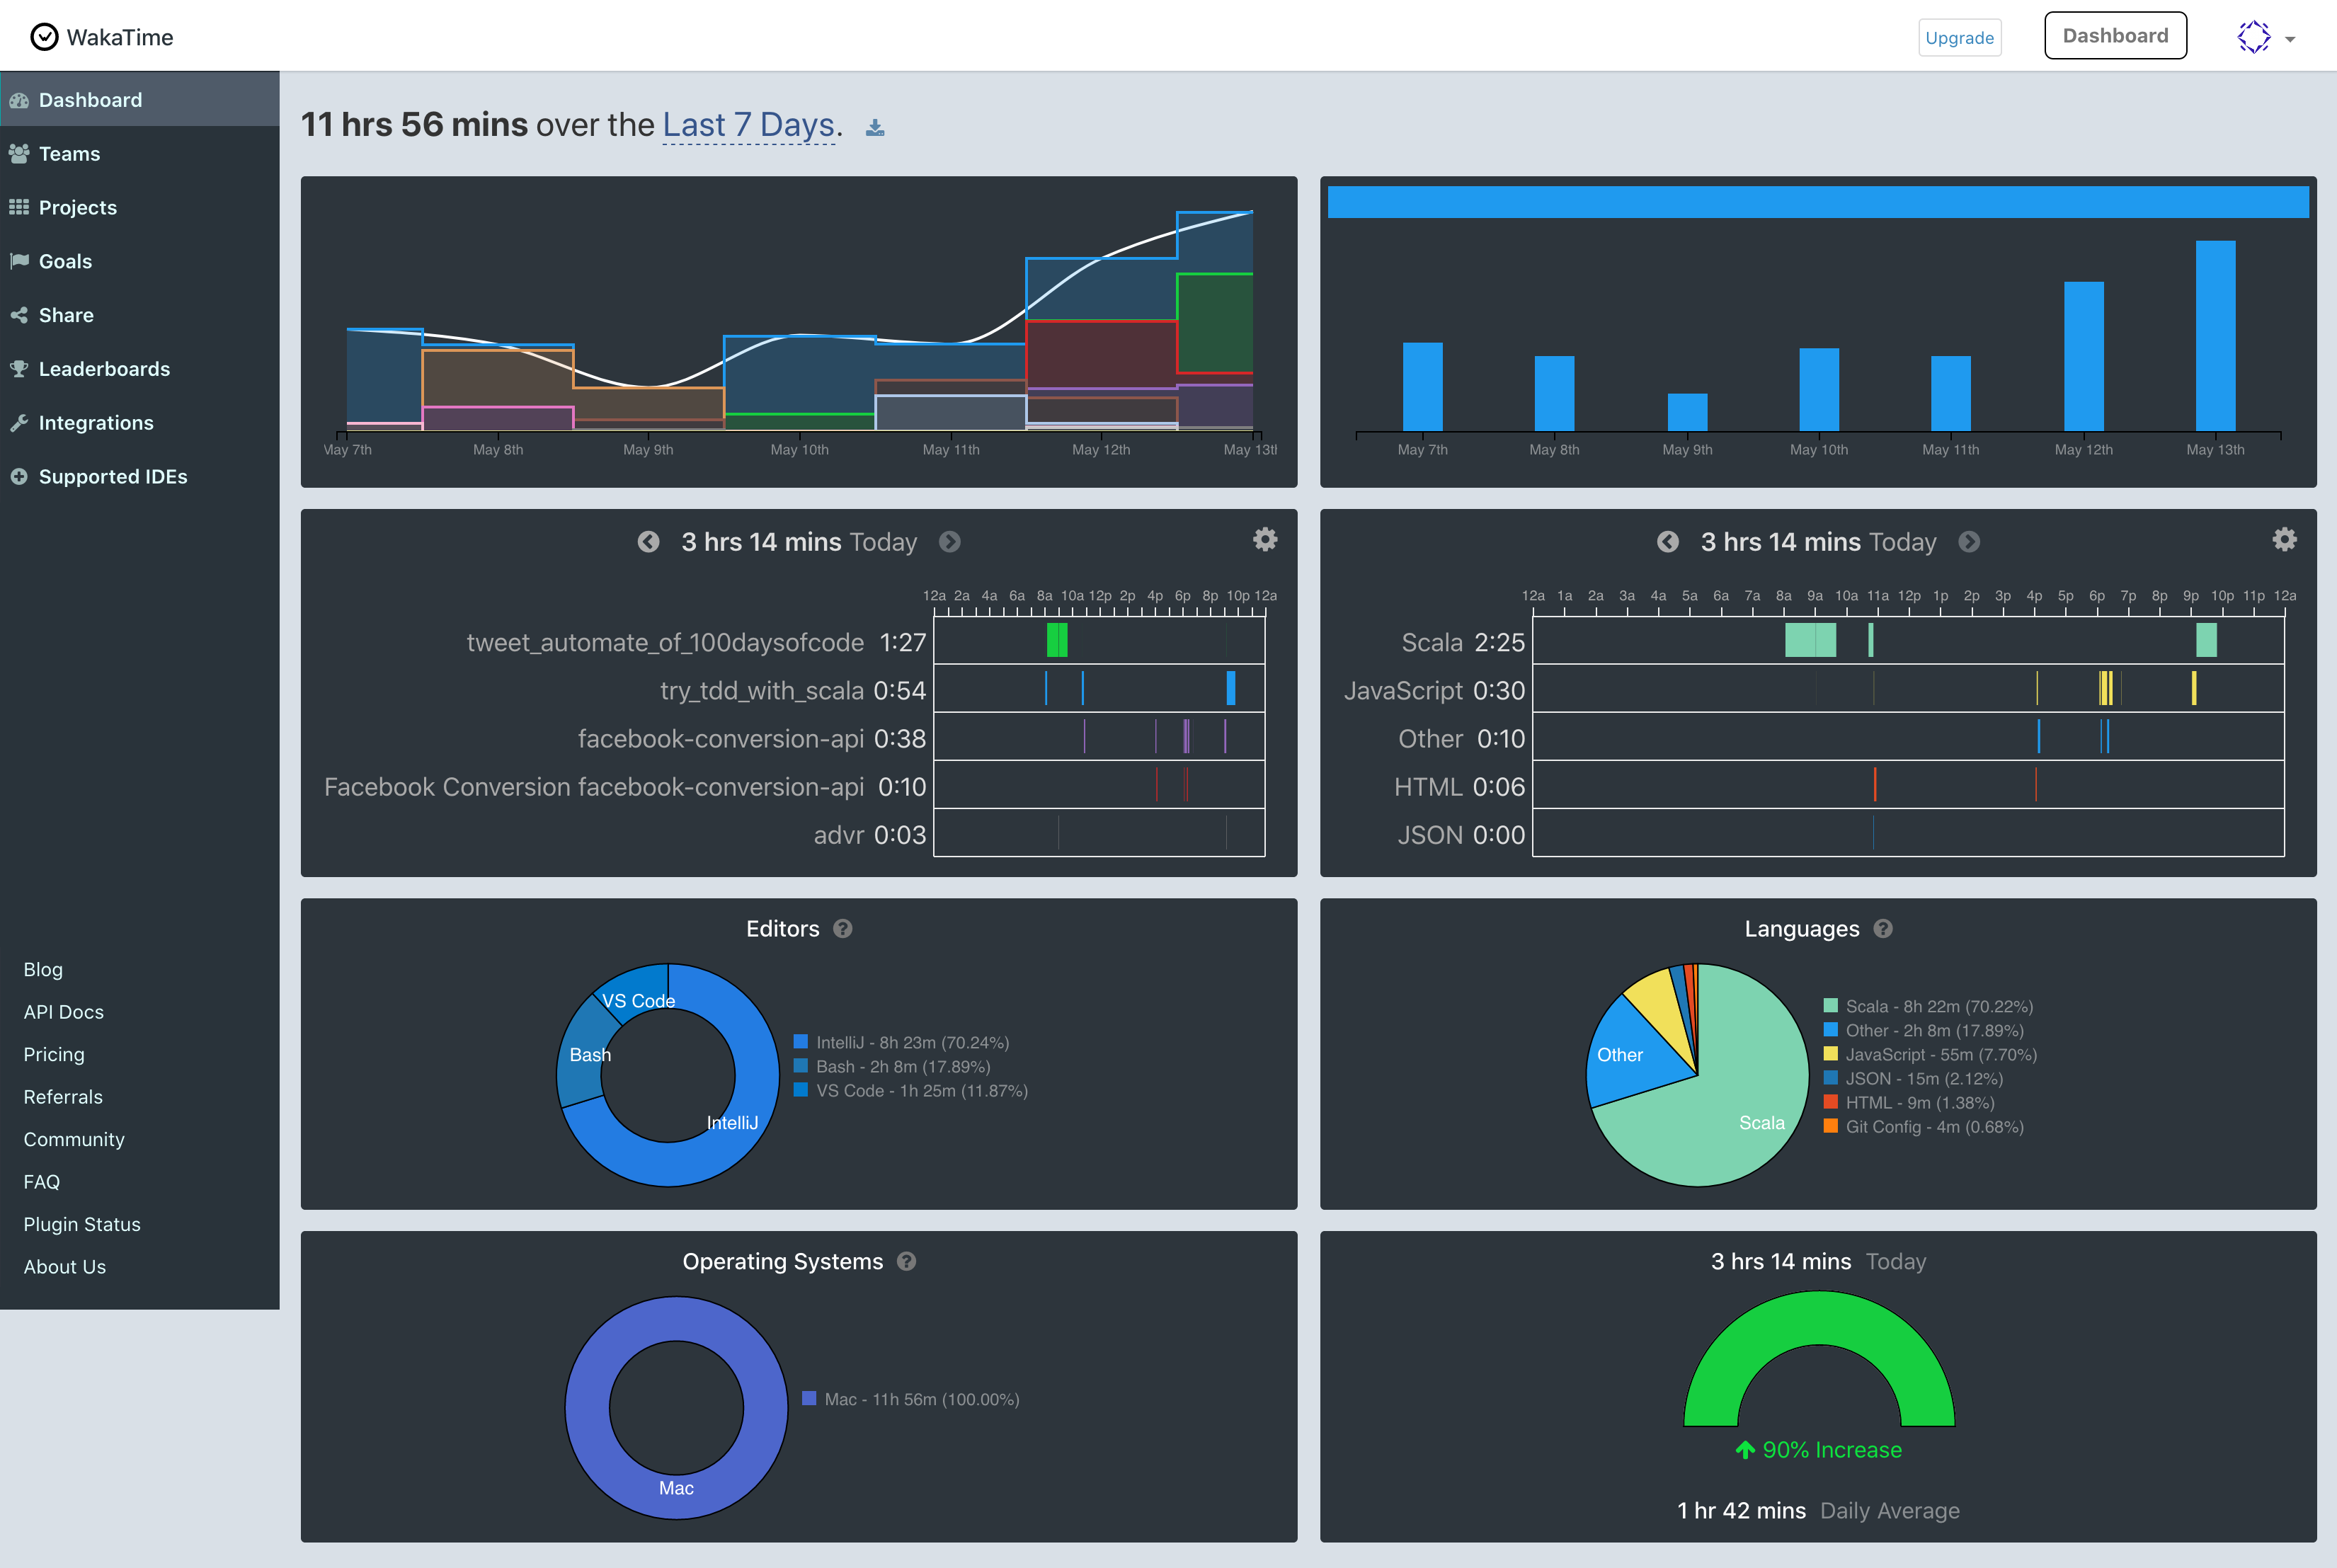 WakaTime
Upgrade
Dashboard
Dashboard
Teams
Projects
Goals
Share
Leaderboards
Integrations
Supported IDEs
Blog
API Docs
Pricing
Referrals
Community
FAQ
Plugin Status
About Us
11 hrs 56 mins over the Last 7 Days.
May 7th May 8th May 9th May 10th May 11th May 12th May 13th
May 7th May 8th May 9th May 10th May 11th May 12th May 13th
3 hrs 14 mins Today
12a 2a 4a 6a 8a 10a 12p 2p 4p 6p 8p 10p 12a
tweet_automate_of_100daysofcode 1:27
try_tdd_with_scala 0:54
facebook-conversion-api 0:38
Facebook Conversion facebook-conversion-api 0:10
advr 0:03
3 hrs 14 mins Today
12a 1a 2a 3a 4a 5a 6a 7a 8a 9a 10a 11a 12p 1p 2p 3p 4p 5p 6p 7p 8p 9p 10p 11p 12a
Scala 2:25
JavaScript 0:30
Other 0:10
HTML 0:06
JSON 0:00
Editors ?
VS Code
Bash
IntelliJ
IntelliJ - 8h 23m (70.24%)
Bash - 2h 8m (17.89%)
VS Code - 1h 25m (11.87%)
Languages ?
Other
Scala
Scala - 8h 22m (70.22%)
Other - 2h 8m (17.89%)
JavaScript - 55m (7.70%)
JSON - 15m (2.12%)
HTML - 9m (1.38%)
Git Config - 4m (0.68%)
Operating Systems ?
Mac
Mac - 11h 56m (100.00%)
3 hrs 14 mins Today
90% Increase
1 hr 42 mins Daily Average